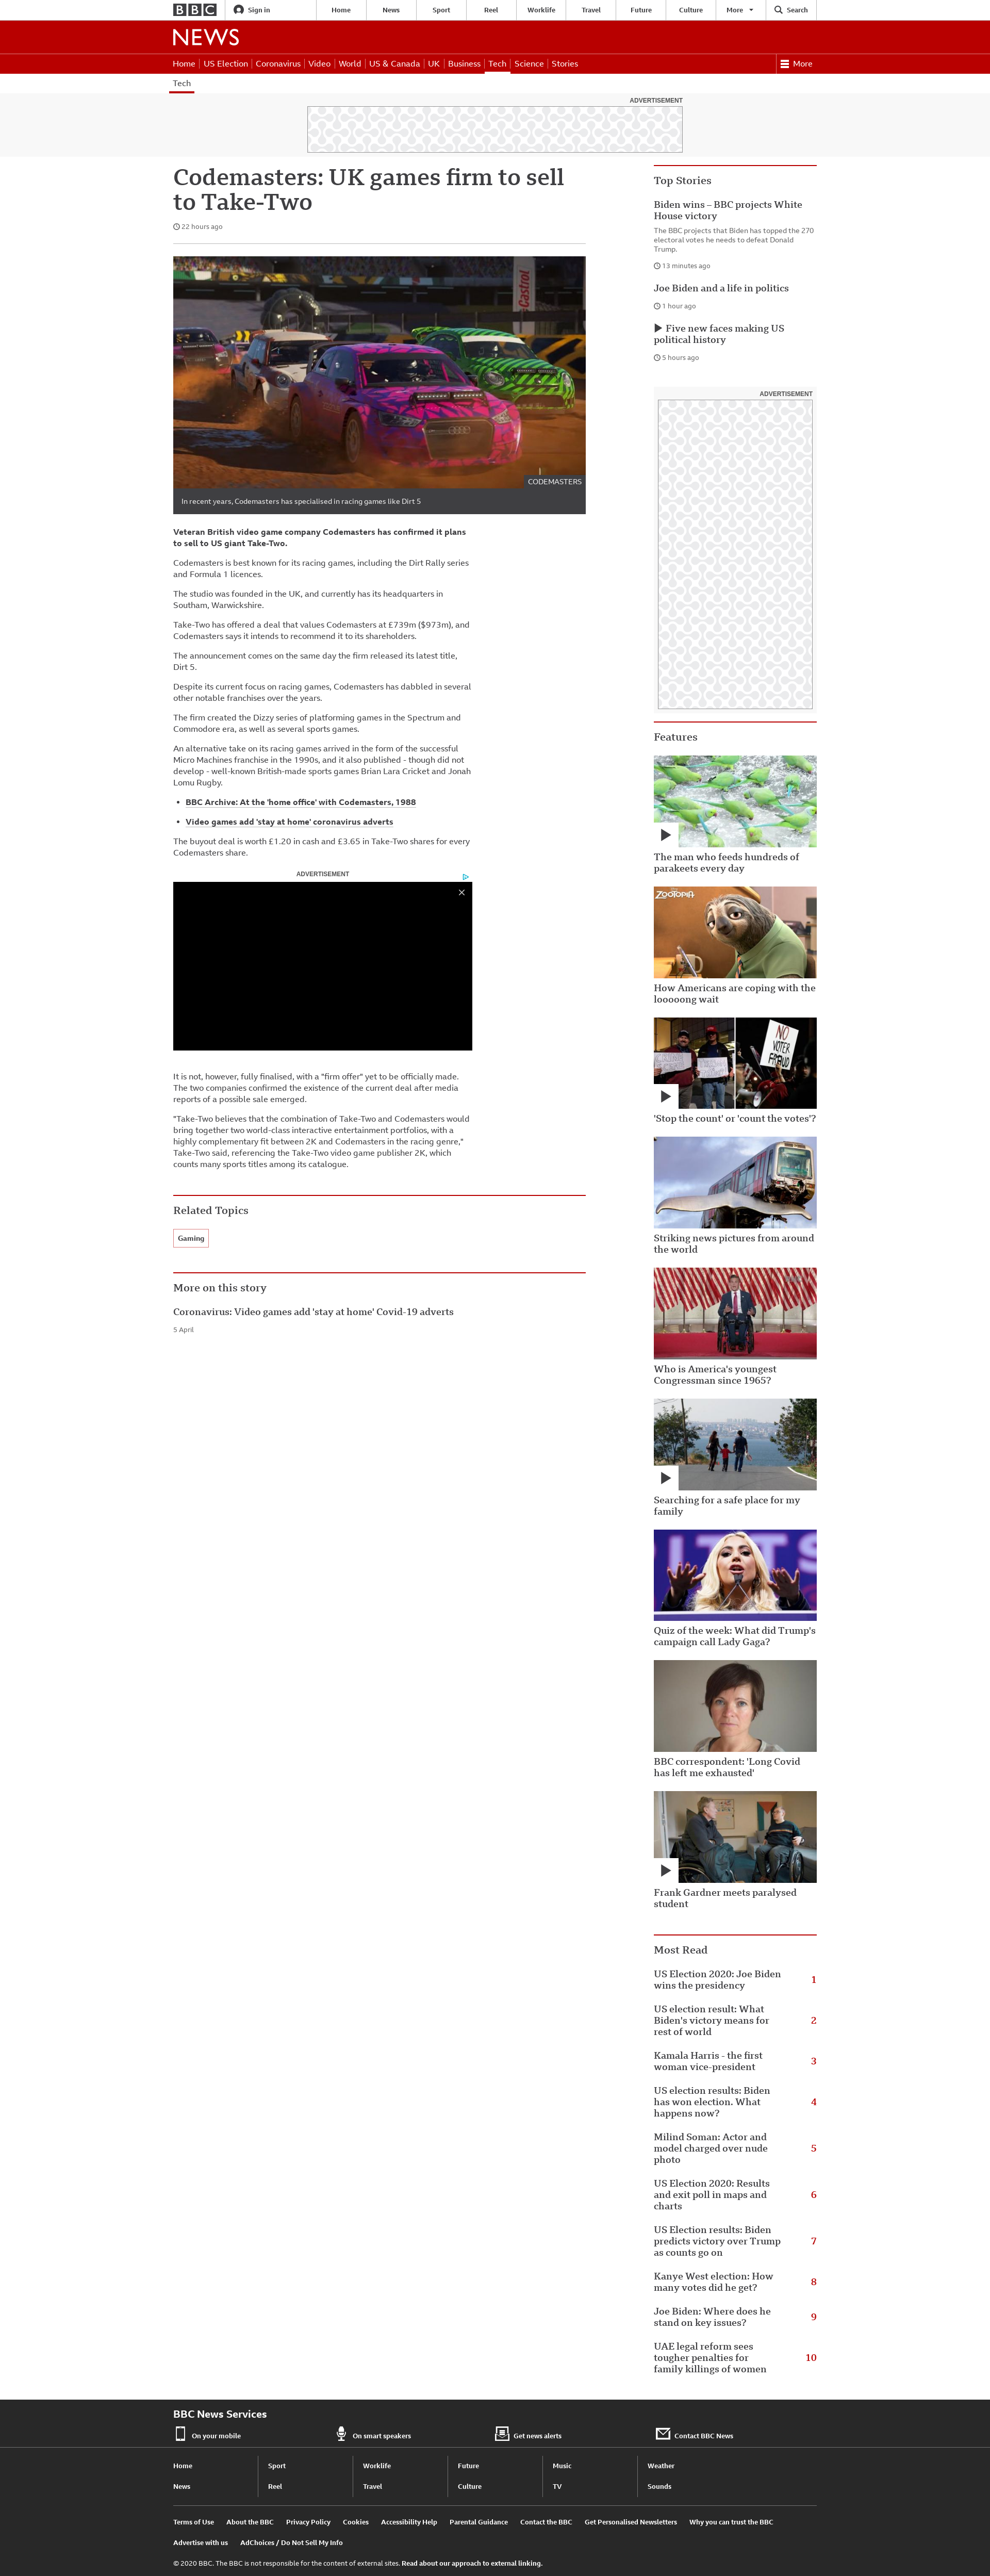 BBC
Sign in
Home
News
Sport
Reel
Worklife
Travel
Future
Culture
More
Search
NEWS
Home
US Election
Coronavirus
Video
World
US & Canada
UK
Business
Tech
Science
Stories
More
Tech
ADVERTISEMENT
Codemasters: UK games firm to sell
to Take-Two
22 hours ago
Castrol
CODEMASTERS
In recent years, Codemasters has specialised in racing games like Dirt 5
Veteran British video game company Codemasters has confirmed it plans
to sell to US giant Take-Two.
Codemasters is best known for its racing games, including the Dirt Rally series
and Formula 1 licences.
The studio was founded in the UK, and currently has its headquarters in
Southam, Warwickshire.
Take-Two has offered a deal that values Codemasters at £739m ($973m), and
Codemasters says it intends to recommend it to its shareholders.
The announcement comes on the same day the firm released its latest title,
Dirt 5.
Despite its current focus on racing games, Codemasters has dabbled in several
other notable franchises over the years.
The firm created the Dizzy series of platforming games in the Spectrum and
Commodore era, as well as several sports games.
An alternative take on its racing games arrived in the form of the successful
Micro Machines franchise in the 1990s, and it also published - though did not
develop - well-known British-made sports games Brian Lara Cricket and Jonah
Lomu Rugby.
BBC Archive: At the 'home office' with Codemasters, 1988
Video games add 'stay at home' coronavirus adverts
The buyout deal is worth £1.20 in cash and £3.65 in Take-Two shares for every
Codemasters share.
ADVERTISEMENT
It is not, however, fully finalised, with a "firm offer" yet to be officially made.
The two companies confirmed the existence of the current deal after media
reports of a possible sale emerged.
"Take-Two believes that the combination of Take-Two and Codemasters would
bring together two world-class interactive entertainment portfolios, with a
highly complementary fit between 2K and Codemasters in the racing genre,"
Take-Two said, referencing the Take-Two video game publisher 2K, which
counts many sports titles among its catalogue.
Related Topics
Gaming
More on this story
Coronavirus: Video games add 'stay at home' Covid-19 adverts
5 April
Top Stories
Biden wins – BBC projects White
House victory
The BBC projects that Biden has topped the 270
electoral votes he needs to defeat Donald
Trump.
13 minutes ago
Joe Biden and a life in politics
1 hour ago
Five new faces making US
political history
5 hours ago
ADVERTISEMENT
Features
The man who feeds hundreds of
parakeets every day
ZOOTOPIA
How Americans are coping with the
looooong wait
NO
VOTER
FRAUD
'Stop the count' or 'count the votes'?
Striking news pictures from around
the world
Who is America's youngest
Congressman since 1965?
Searching for a safe place for my
family
Quiz of the week: What did Trump's
campaign call Lady Gaga?
BBC correspondent: 'Long Covid
has left me exhausted'
Frank Gardner meets paralysed
student
Most Read
US Election 2020: Joe Biden
wins the presidency
1
US election result: What
Biden's victory means for
rest of world
2
Kamala Harris - the first
woman vice-president
3
US election results: Biden
has won election. What
happens now?
4
Milind Soman: Actor and
model charged over nude
photo
5
US Election 2020: Results
and exit poll in maps and
charts
6
US Election results: Biden
predicts victory over Trump
as counts go on
7
Kanye West election: How
many votes did he get?
8
Joe Biden: Where does he
stand on key issues?
9
UAE legal reform sees
tougher penalties for
family killings of women
10
BBC News Services
On your mobile
On smart speakers
Get news alerts
Contact BBC News
Home
Sport
Worklife
Future
Music
Weather
News
Reel
Travel
Culture
TV
Sounds
Terms of Use
About the BBC
Privacy Policy
Cookies
Accessibility Help
Parental Guidance
Contact the BBC
Get Personalised Newsletters
Why you can trust the BBC
Advertise with us
AdChoices / Do Not Sell My Info
© 2020 BBC. The BBC is not responsible for the content of external sites. Read about our approach to external linking.